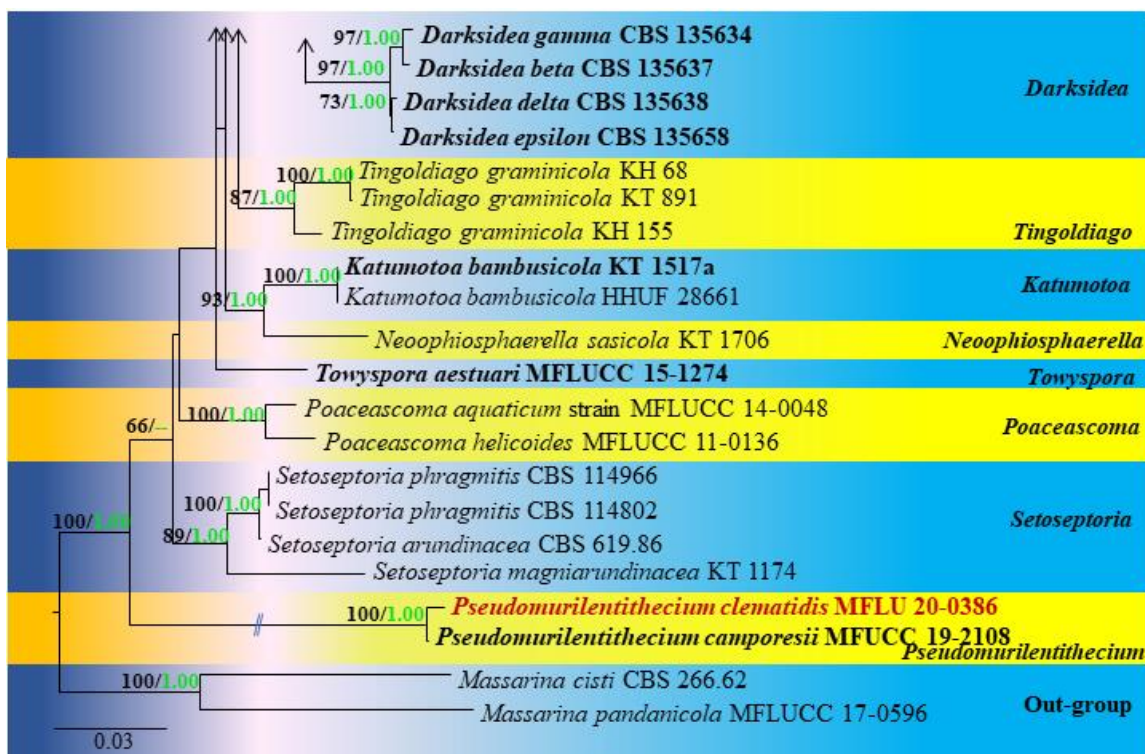 97/1.00
Darksidea gamma CBS 135634
97/1.00
Darksidea beta CBS 135637
Darksidea
73/1.00
Darksidea delta CBS 135638
Darksidea epsilon CBS 135658
100/1.00
Tingoldiago graminicola KH 68
87/1.00
Tingoldiago graminicola KT 891
Tingoldiago graminicola KH 155
Tingoldiago
100/1.00
Katumotoa bambusicola KT 1517a
Katumotoa
93/1.00
Katumotoa bambusicola HHUF 28661
Neoophiosphaerella sasicola KT 1706
Neoophiosphaerella
Towyspora aestuari MFLUCC 15-1274
Towyspora
100/1.00
Poaceascoma aquaticum strain MFLUCC 14-0048
Poaceascoma
66/--
Poaceascoma helicoides MFLUCC 11-0136
Setoseptoria phragmitis CBS 114966
100/1.00
Setoseptoria phragmitis CBS 114802
Setoseptoria
100/1.00
89/1.00
Setoseptoria arundinacea CBS 619.86
Setoseptoria magniarundinacea KT 1174
100/1.00
Pseudomurilentithecium clematidis MFLU 20-0386
Pseudomurilentithecium camporesii MFUCC 19-2108
Pseudomurilentithecium
100/1.00
Massarina cisti CBS 266.62
Out-group
Massarina pandanicola MFLUCC 17-0596
0.03